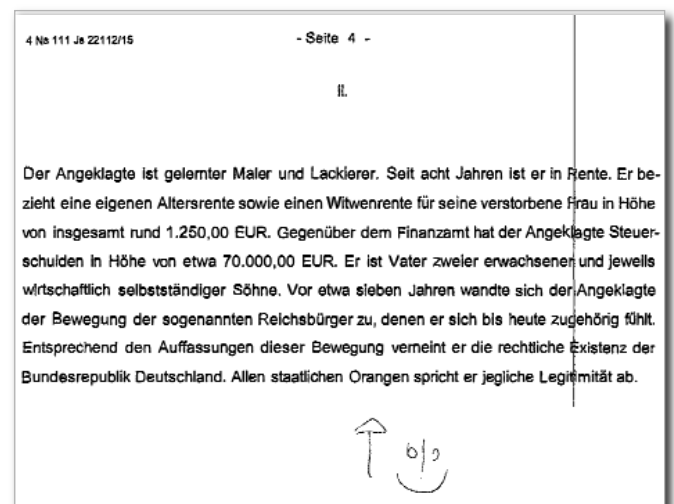 4 Ns 111 Js 22112/15
- Seite 4 -
II.
Der Angeklagte ist gelernter Maler und Lackierer. Seit acht Jahren ist er in Rente. Er be-
zieht eine eigenen Altersrente sowie einen Witwenrente für seine verstorbene Frau in Höhe
von insgesamt rund 1.250,00 EUR. Gegenüber dem Finanzamt hat der Angeklagte Steuer-
schulden in Höhe von etwa 70.000,00 EUR. Er ist Vater zweier erwachsener und jeweils
wirtschaftlich selbstständiger Söhne. Vor etwa sieben Jahren wandte sich der Angeklagte
der Bewegung der sogenannten Reichsbürger zu, denen er sich bis heute zugehörig fühlt.
Entsprechend den Auffassungen dieser Bewegung verneint er die rechtliche Existenz der
Bundesrepublik Deutschland. Allen staatlichen Orangen spricht er jegliche Legitimität ab.